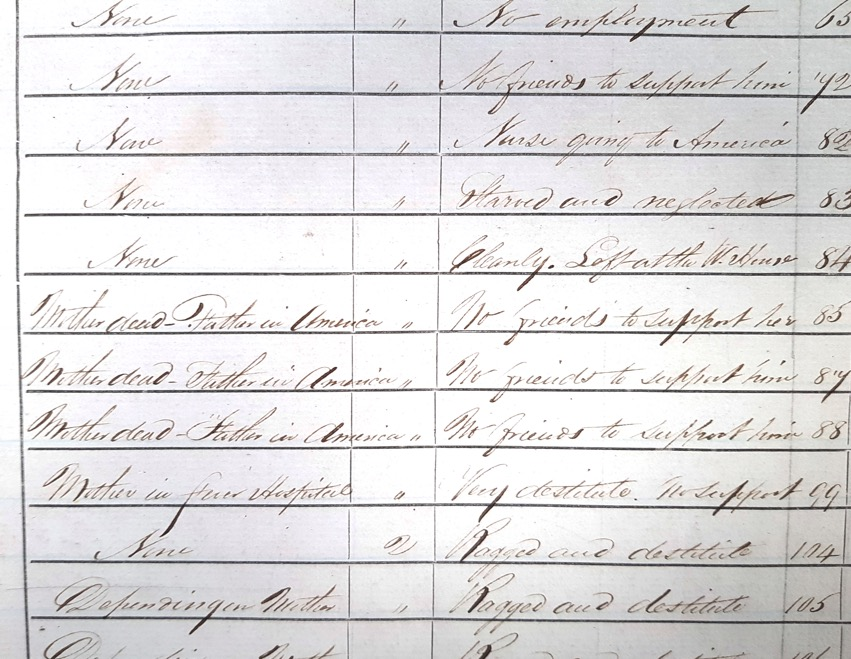 None " No employment 65
None " No friends to support him 72
None " Nurse going to America 82
None " Starved and neglected 83
None " Cleanly. Left at the W. House 84
Mother dead - Father in America " No friends to support her 85
Mother dead - Father in America " No friends to support him 87
Mother dead - Father in America " No friends to support him 88
Mother in fever Hospital " Very destitute. No support 99
None 2 Ragged and destitute 104
Depending on Mother " Ragged and destitute 105